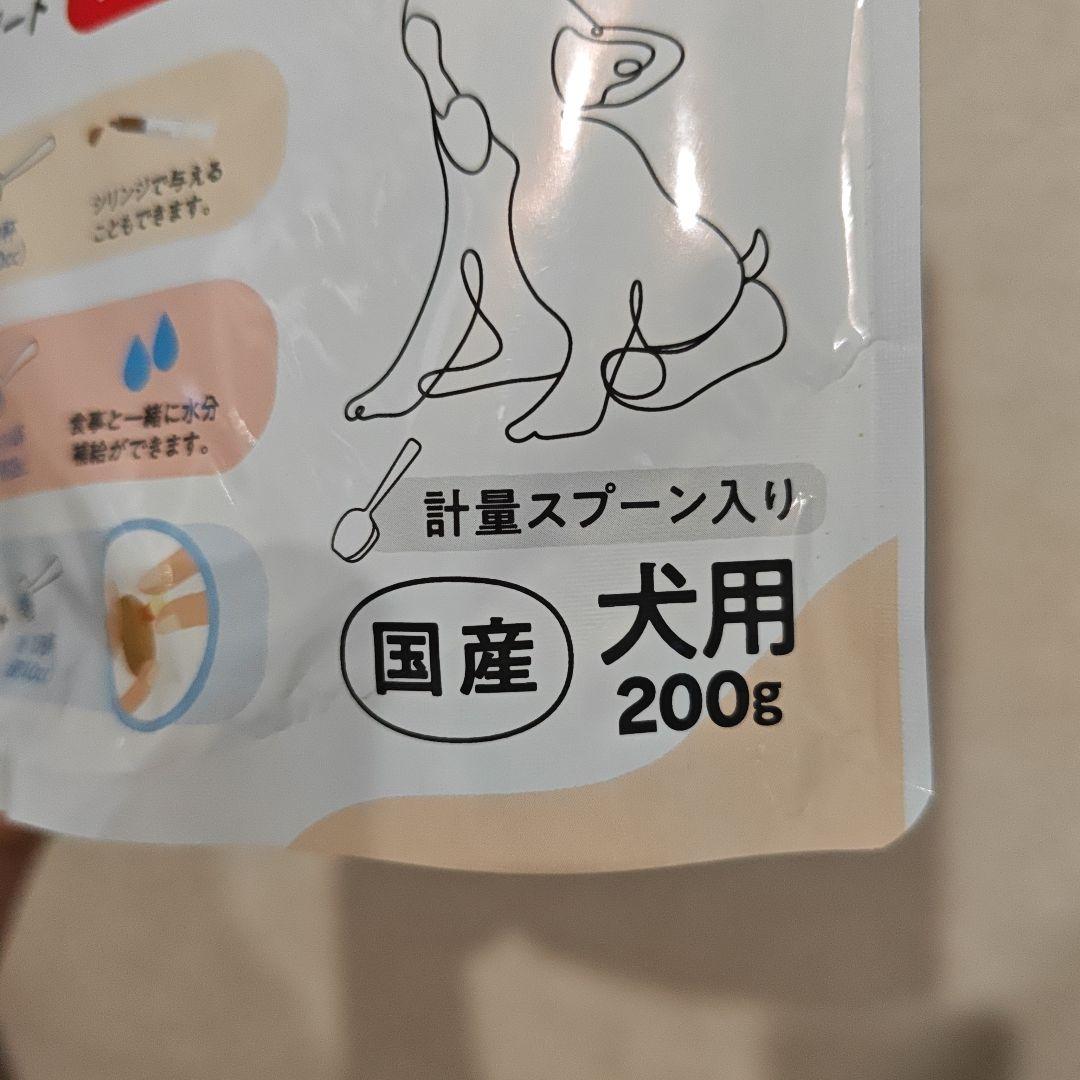 ート
シリンジで与える
こともできます。
食事と一緒に水分
補給ができます。
計量スプーン入り
国産
犬用
200g